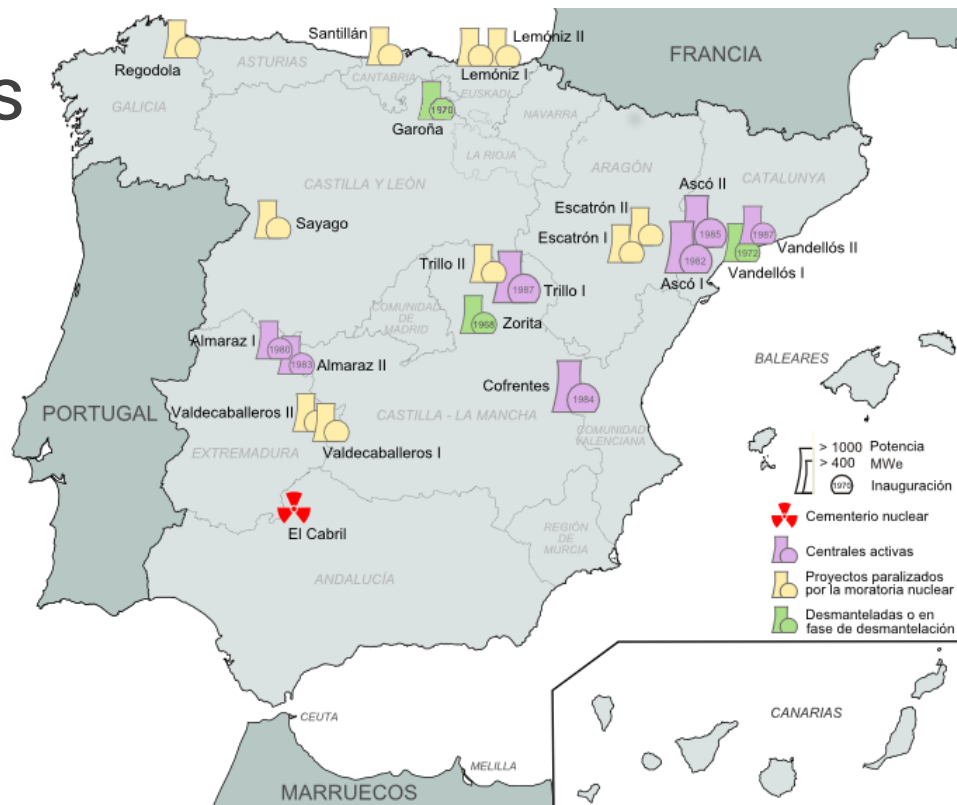 s
FRANCIA
Santillán
Lemóniz II
Regodola
ASTURIAS
CANTABRIA
Lemóniz I
EUSKADI
GALICIA
1970
Garoña
NAVARRA
LA RIOJA
ARAGÓN
CASTILLA Y LEÓN
Ascó II
CATALUNYA
Sayago
Escatrón II
Escatrón I
1985
1987
Vandellós II
1982
1972
Vandellós I
Ascó I
Trillo II
1987
Trillo I
COMUNIDAD
DE
MADRID
1968
Zorita
Almaraz I
1980
1983
Almaraz II
BALEARES
Cofrentes
1984
PORTUGAL
Valdecaballeros II
CASTILLA - LA MANCHA
COMUNIDAD
VALENCIANA
EXTREMADURA
Valdecaballeros I
> 1000 Potencia
> 400 MWe
1970 Inauguración
El Cabril
Cementerio nuclear
REGIÓN
DE
MURCIA
Centrales activas
ANDALUCÍA
Proyectos paralizados
por la moratoria nuclear
Desmanteladas o en
fase de desmantelación
CEUTA
CANARIAS
MELILLA
MARRUECOS